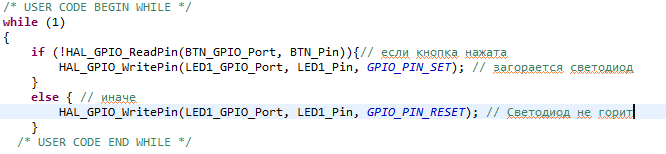 /* USER CODE BEGIN WHILE */
while (1)
{
if (!HAL_GPIO_ReadPin(BTN_GPIO_Port, BTN_Pin)){// если кнопка нажата
HAL_GPIO_WritePin(LED1_GPIO_Port, LED1_Pin, GPIO_PIN_SET); // загорается светодиод
}
else { // иначе
HAL_GPIO_WritePin(LED1_GPIO_Port, LED1_Pin, GPIO_PIN_RESET); // Светодиод не горит
}
/* USER CODE END WHILE */